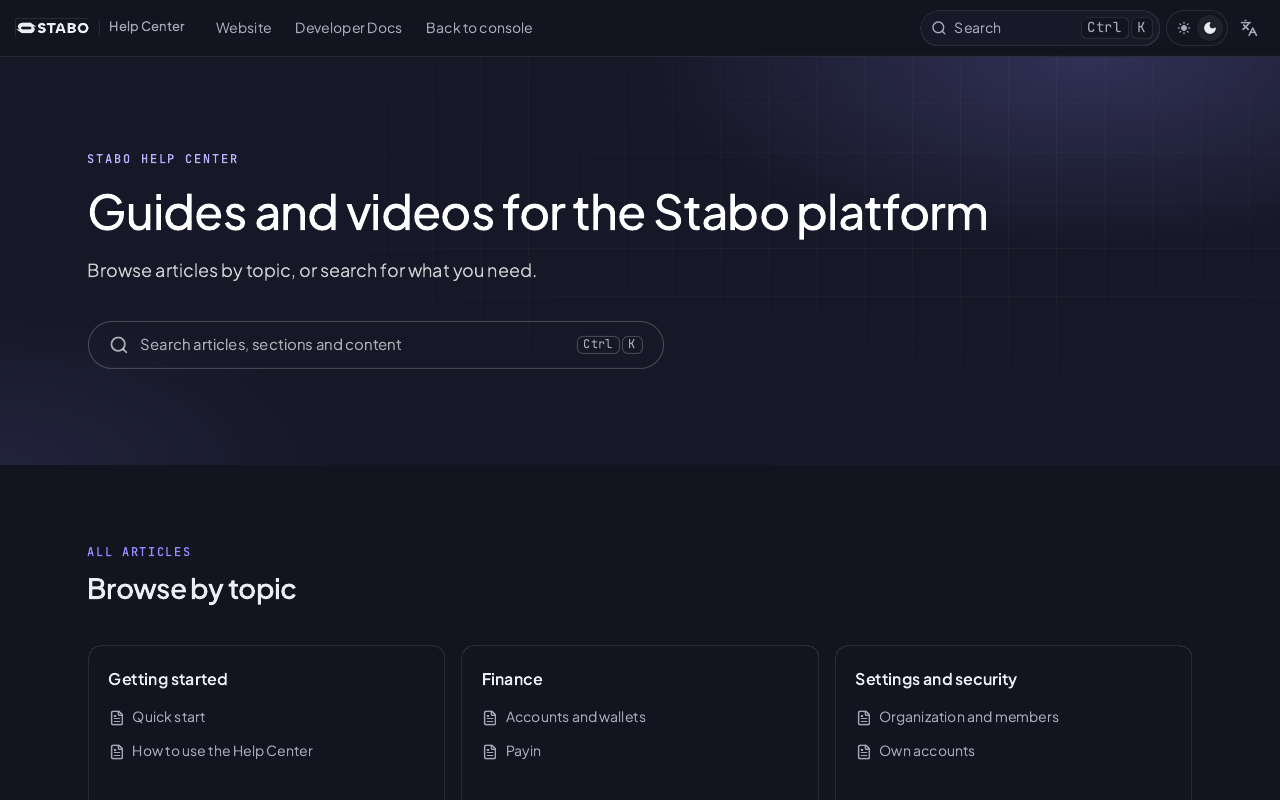 STABO
Help Center
Website
Developer Docs
Back to console
Search
Ctrl K
STABO HELP CENTER
Guides and videos for the Stabo platform
Browse articles by topic, or search for what you need.
Search articles, sections and content
Ctrl K
ALL ARTICLES
Browse by topic
Getting started
Quick start
How to use the Help Center
Finance
Accounts and wallets
Payin
Settings and security
Organization and members
Own accounts